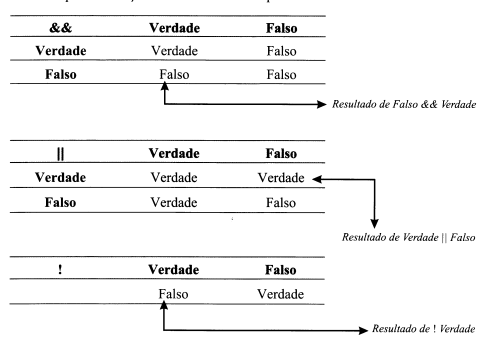 && Verdade Falso
Verdade Verdade Falso
Falso Falso Falso
Resultado de Falso && Verdade
|| Verdade Falso
Verdade Verdade Verdade
Falso Verdade Falso
Resultado de Verdade || Falso
! Verdade Falso
Falso Verdade
Resultado de ! Verdade